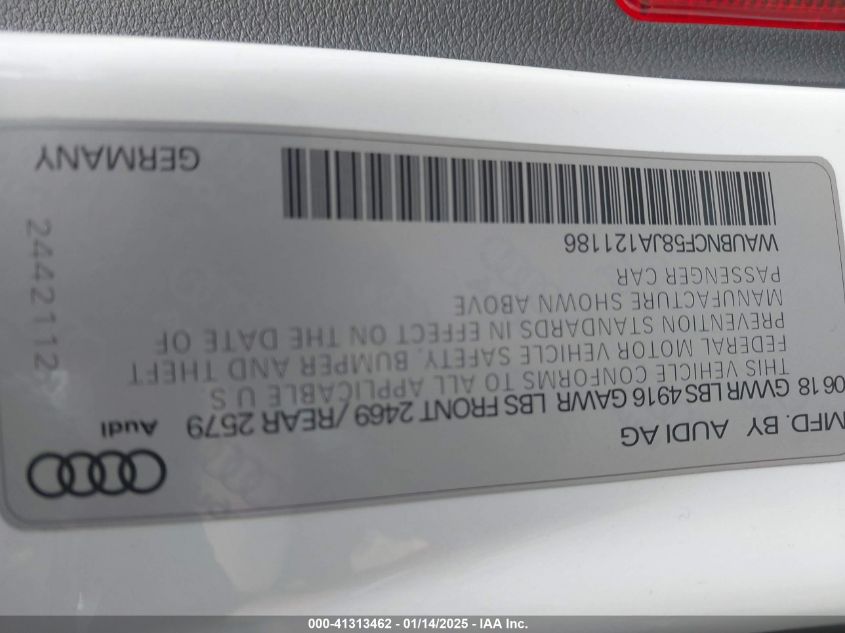 MFD. BY AUDI AG
06 18 GVWR LBS 4916 GAWR LBS FRONT 2469 / REAR 2579
THIS VEHICLE CONFORMS TO ALL APPLICABLE U S
FEDERAL MOTOR VEHICLE SAFETY, BUMPER AND THEFT
PREVENTION STANDARDS IN EFFECT ON THE DATE OF
MANUFACTURE SHOWN ABOVE
PASSENGER CAR
WAUBNCF58JA121186
GERMANY
Audi
2442112
000-41313462 - 01/14/2025 - IAA Inc.